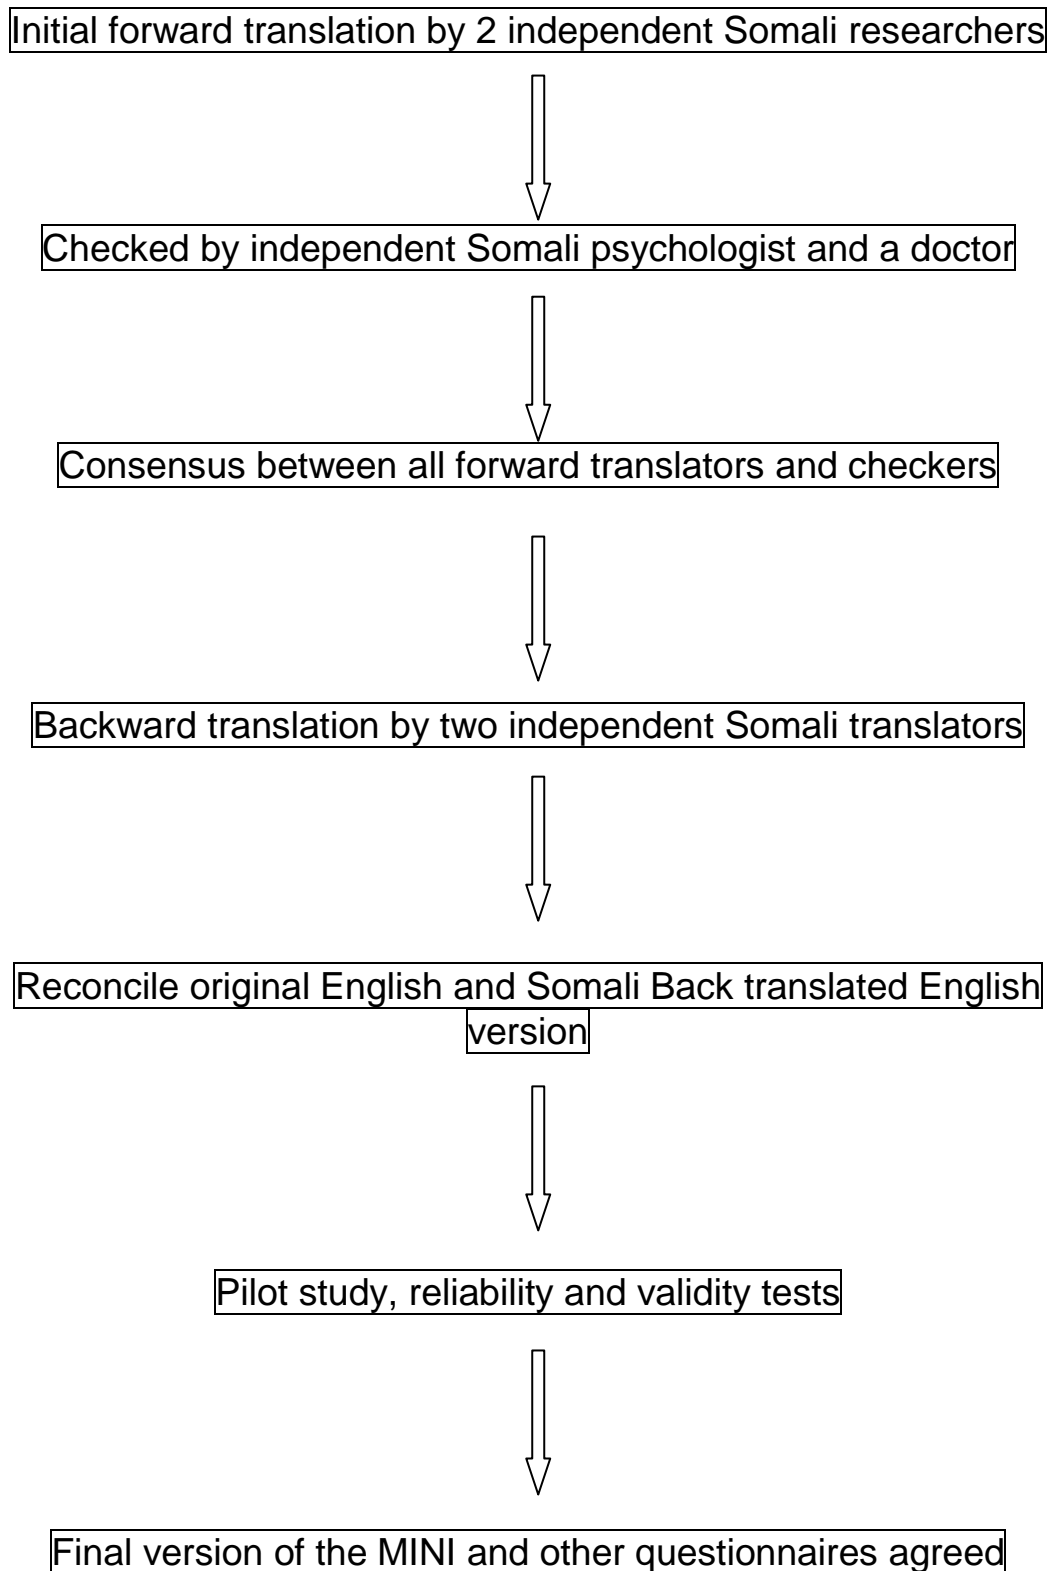 Initial forward translation by 2 independent Somali researchers
Checked by independent Somali psychologist and a doctor
Consensus between all forward translators and checkers
Backward translation by two independent Somali translators
Reconcile original English and Somali Back translated English
version
Pilot study, reliability and validity tests
Final version of the MINI and other questionnaires agreed